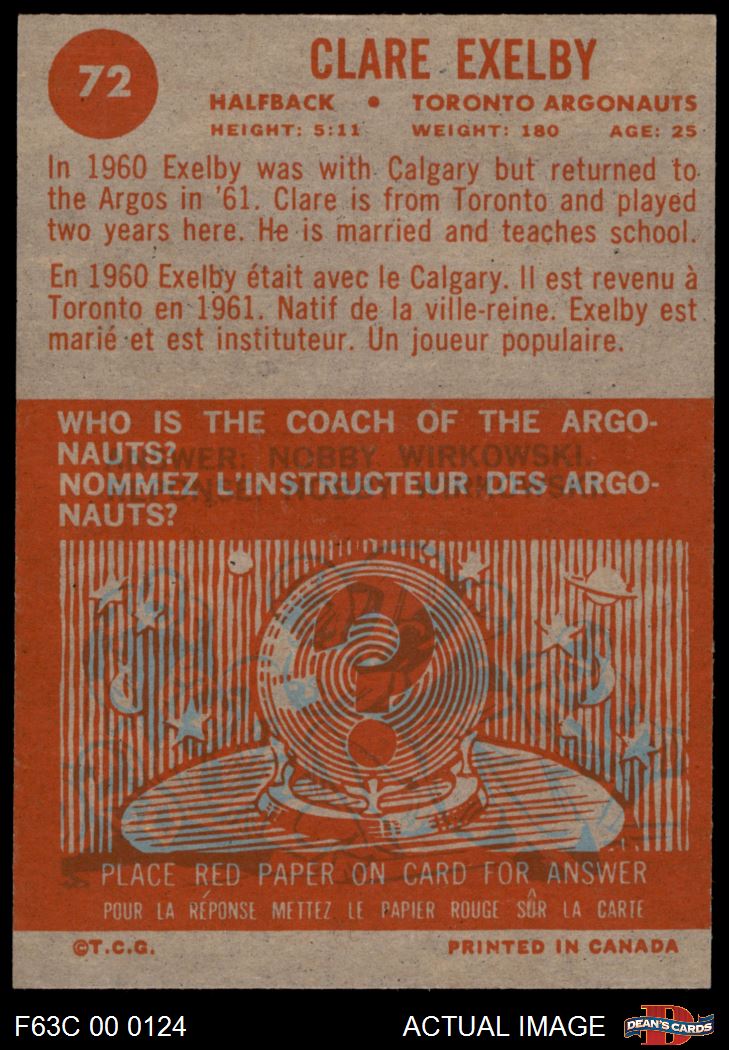 72
CLARE EXELBY
HALFBACK • TORONTO ARGONAUTS
HEIGHT: 5:11 WEIGHT: 180 AGE: 25
In 1960 Exelby was with Calgary but returned to
the Argos in '61. Clare is from Toronto and played
two years here. He is married and teaches school.
En 1960 Exelby était avec le Calgary. Il est revenu à
Toronto en 1961. Natif de la ville-reine. Exelby est
marié et est instituteur. Un joueur populaire.
WHO IS THE COACH OF THE ARGO-
NAUTS?
ANSWER: NOBBY WIRKOWSKI.
NOMMEZ L'INSTRUCTEUR DES ARGO-
NAUTS?
PLACE RED PAPER ON CARD FOR ANSWER
POUR LA RÉPONSE METTEZ LE PAPIER ROUGE SÛR LA CARTE
©T.C.G. PRINTED IN CANADA
F63C 00 0124 ACTUAL IMAGE DEAN'S CARDS